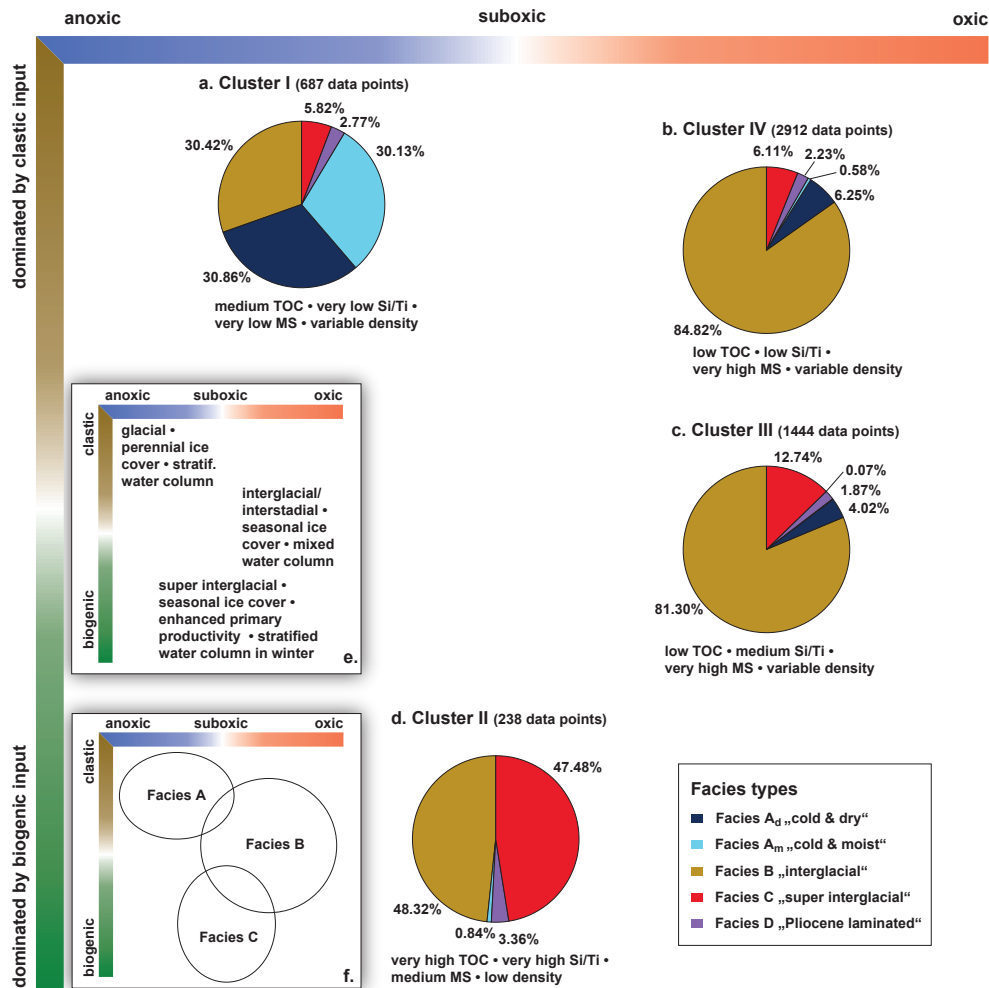 anoxic
suboxic
oxic
dominated by clastic input
dominated by biogenic input
a. Cluster I (687 data points)
5.82%
2.77%
30.13%
30.42%
30.86%
medium TOC • very low Si/Ti •
very low MS • variable density
b. Cluster IV (2912 data points)
6.11%
2.23%
0.58%
6.25%
84.82%
low TOC • low Si/Ti •
very high MS • variable density
c. Cluster III (1444 data points)
12.74%
0.07%
1.87%
4.02%
81.30%
low TOC • medium Si/Ti •
very high MS • variable density
anoxic
suboxic
oxic
clastic
biogenic
glacial •
perennial ice
cover • stratif.
water column
interglacial/
interstadial •
seasonal ice
cover • mixed
water column
super interglacial •
seasonal ice cover •
enhanced primary
productivity • stratified
water column in winter
e.
anoxic
suboxic
oxic
clastic
biogenic
Facies A
Facies B
Facies C
f.
d. Cluster II (238 data points)
47.48%
48.32%
0.84%
3.36%
very high TOC • very high Si/Ti •
medium MS • low density
Facies types
Facies Ad „cold & dry“
Facies Am „cold & moist“
Facies B „interglacial“
Facies C „super interglacial“
Facies D „Pliocene laminated“